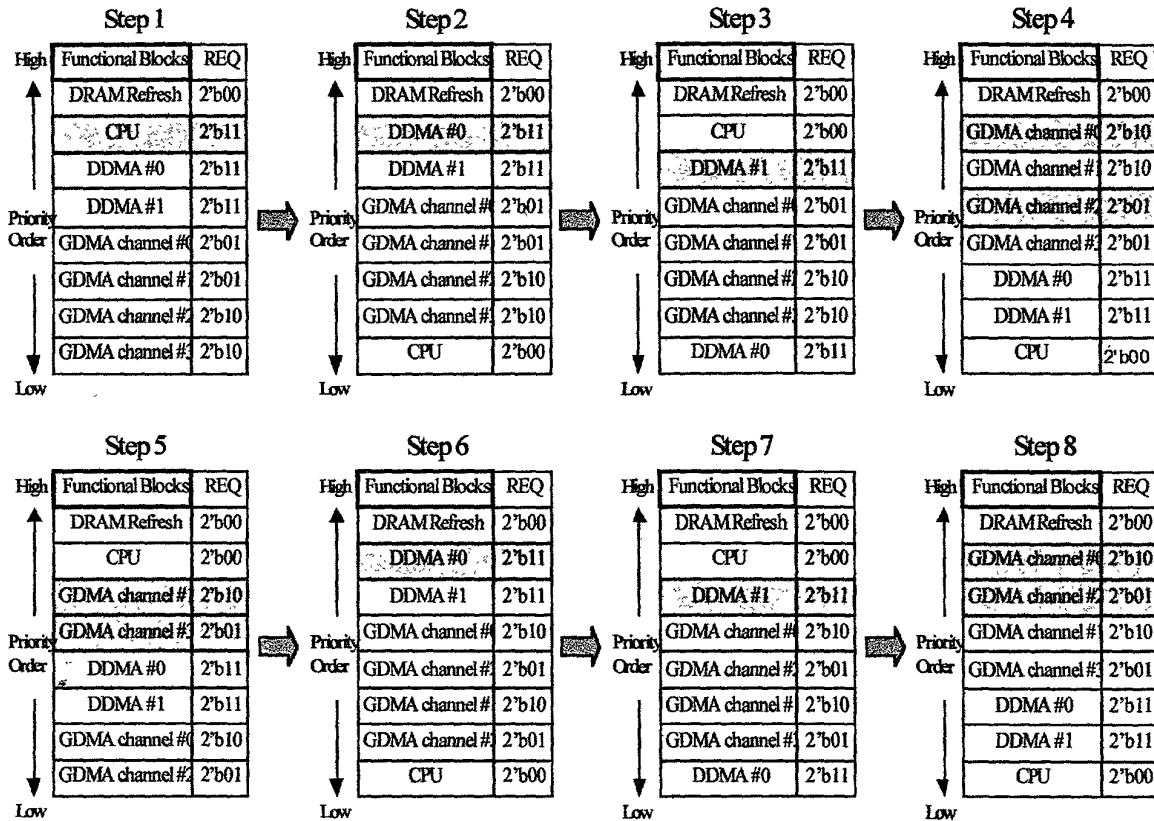 Step 1
High Functional Blocks REQ
DRAM Refresh 2'b00
CPU 2'b11
DDMA #0 2'b11
DDMA #1 2'b11
GDMA channel #0 2'b01
GDMA channel #1 2'b01
GDMA channel #2 2'b10
GDMA channel #3 2'b10
Priority Order
Low
Step 2
High Functional Blocks REQ
DRAM Refresh 2'b00
DDMA #0 2'b11
DDMA #1 2'b11
GDMA channel #0 2'b01
GDMA channel # 2'b01
GDMA channel # 2'b10
GDMA channel # 2'b10
CPU 2'b00
Priority Order
Low
Step 3
High Functional Blocks REQ
DRAM Refresh 2'b00
CPU 2'b00
DDMA #1 2'b11
GDMA channel #0 2'b01
GDMA channel #1 2'b01
GDMA channel # 2'b10
GDMA channel # 2'b10
DDMA #0 2'b11
Priority Order
Low
Step 4
High Functional Blocks REQ
DRAM Refresh 2'b00
GDMA channel #0 2'b10
GDMA channel #1 2'b10
GDMA channel #2 2'b01
GDMA channel #3 2'b01
DDMA #0 2'b11
DDMA #1 2'b11
CPU 2'b00
Priority Order
Low
Step 5
High Functional Blocks REQ
DRAM Refresh 2'b00
CPU 2'b00
GDMA channel #1 2'b10
GDMA channel #3 2'b01
DDMA #0 2'b11
DDMA #1 2'b11
GDMA channel #0 2'b10
GDMA channel #2 2'b01
Priority Order
Low
Step 6
High Functional Blocks REQ
DRAM Refresh 2'b00
DDMA #0 2'b11
DDMA #1 2'b11
GDMA channel #0 2'b10
GDMA channel #2 2'b01
GDMA channel # 2'b10
GDMA channel # 2'b01
CPU 2'b00
Priority Order
Low
Step 7
High Functional Blocks REQ
DRAM Refresh 2'b00
CPU 2'b00
DDMA #1 2'b11
GDMA channel #0 2'b10
GDMA channel #2 2'b01
GDMA channel #1 2'b10
GDMA channel # 2'b01
DDMA #0 2'b11
Priority Order
Low
Step 8
High Functional Blocks REQ
DRAM Refresh 2'b00
GDMA channel #0 2'b10
GDMA channel #2 2'b01
GDMA channel #1 2'b10
GDMA channel #3 2'b01
DDMA #0 2'b11
DDMA #1 2'b11
CPU 2'b00
Priority Order
Low